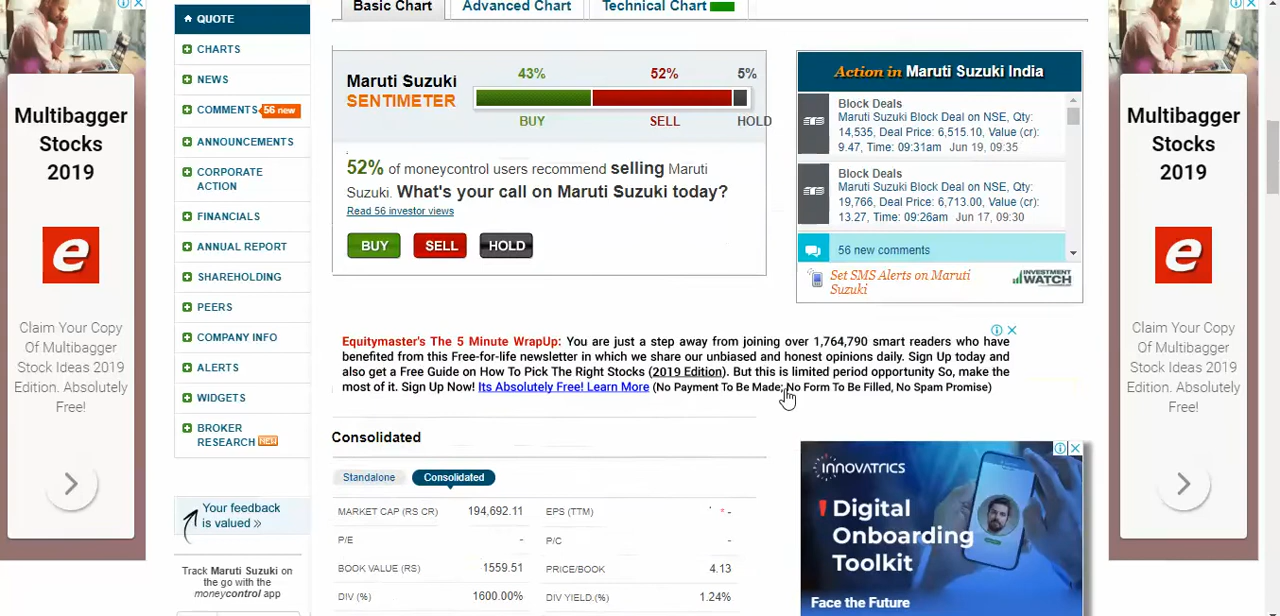 Multibagger
Stocks
2019
e
Claim Your Copy
Of Multibagger
Stock Ideas 2019
Edition. Absolutely
Free!
QUOTE
CHARTS
NEWS
COMMENTS 56 new
ANNOUNCEMENTS
CORPORATE
ACTION
FINANCIALS
ANNUAL REPORT
SHAREHOLDING
PEERS
COMPANY INFO
ALERTS
WIDGETS
BROKER
RESEARCH NEW
Your feedback
is valued »
Track Maruti Suzuki on
the go with the
moneycontrol app
Basic Chart
Advanced Chart
Technical Chart
Maruti Suzuki
SENTIMETER
43% 52% 5%
BUY SELL HOLD
52% of moneycontrol users recommend selling Maruti
Suzuki. What's your call on Maruti Suzuki today?
Read 56 investor views
BUY SELL HOLD
Action in Maruti Suzuki India
Block Deals
Maruti Suzuki Block Deal on NSE, Qty:
14,535, Deal Price: 6,515.10, Value (cr):
9.47, Time: 09:31am Jun 19, 09:35
Block Deals
Maruti Suzuki Block Deal on NSE, Qty:
19,766, Deal Price: 6,713.00, Value (cr):
13.27, Time: 09:26am Jun 17, 09:30
56 new comments
Set SMS Alerts on Maruti
Suzuki
INVESTMENT
WATCH
Equitymaster's The 5 Minute WrapUp: You are just a step away from joining over 1,764,790 smart readers who have
benefited from this Free-for-life newsletter in which we share our unbiased and honest opinions daily. Sign Up today and
also get a Free Guide on How To Pick The Right Stocks (2019 Edition). But this is limited period opportunity So, make the
most of it. Sign Up Now! Its Absolutely Free! Learn More (No Payment To Be Made; No Form To Be Filled, No Spam Promise)
Consolidated
Standalone Consolidated
MARKET CAP (RS CR) 194,692.11 EPS (TTM) * -
P/E - P/C -
BOOK VALUE (RS) 1559.51 PRICE/BOOK 4.13
DIV (%) 1600.00% DIV YIELD.(%) 1.24%
INNOVATRICS
Digital
Onboarding
Toolkit
Face the Future
Multibagger
Stocks
2019
e
Claim Your Copy
Of Multibagger
Stock Ideas 2019
Edition. Absolutely
Free!